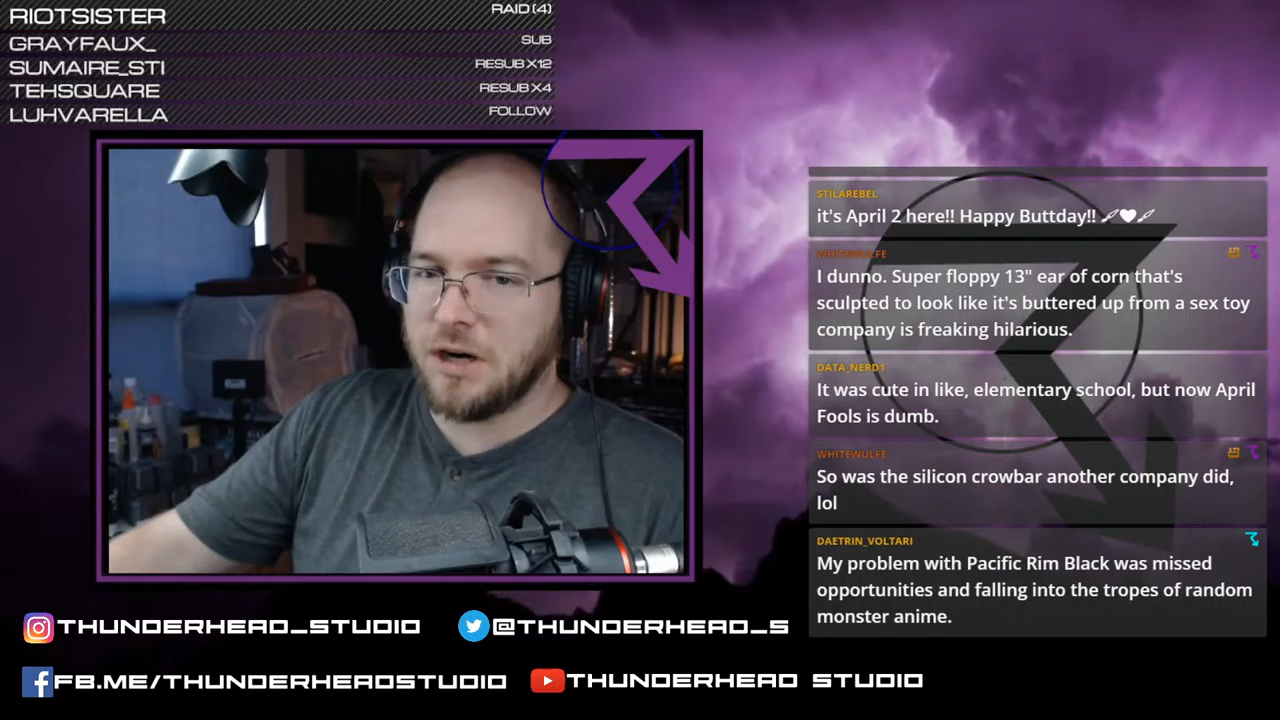 RIOTSISTER RAID (4)
GRAYFAUX_ SUB
SUMAIRE_STI RESUB X12
TEHSQUARE RESUB X4
LUHVARELLA FOLLOW
STILAREBEL
it's April 2 here!! Happy Buttday!!
WHITEWULFE
I dunno. Super floppy 13" ear of corn that's
sculpted to look like it's buttered up from a sex toy
company is freaking hilarious.
DATA_NERD1
It was cute in like, elementary school, but now April
Fools is dumb.
WHITEWULFE
So was the silicon crowbar another company did,
lol
DAETRIN_VOLTARI
My problem with Pacific Rim Black was missed
opportunities and falling into the tropes of random
monster anime.
THUNDERHEAD_STUDIO @THUNDERHEAD_S
FB.ME/THUNDERHEADSTUDIO THUNDERHEAD STUDIO